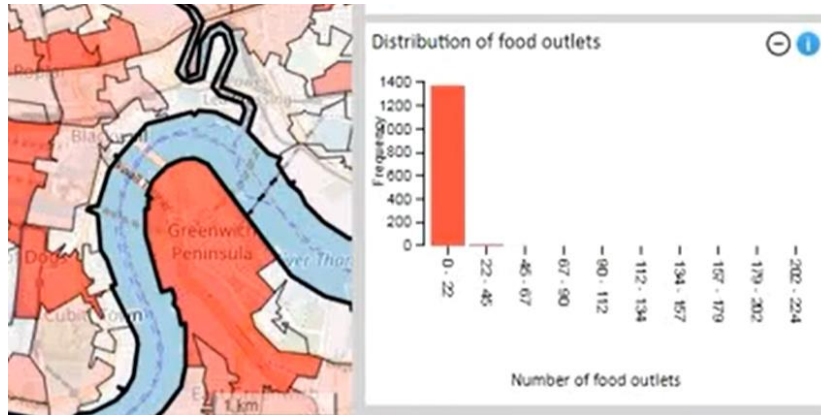 Poplar
Blackwall
Greenwich
Peninsula
Cubitt Town
1 km
Distribution of food outlets
i
Frequency
1400
1200
1000
800
600
400
200
0
0 - 22
22 - 45
45 - 67
67 - 90
90 - 112
112 - 134
134 - 157
157 - 179
179 - 202
202 - 224
Number of food outlets